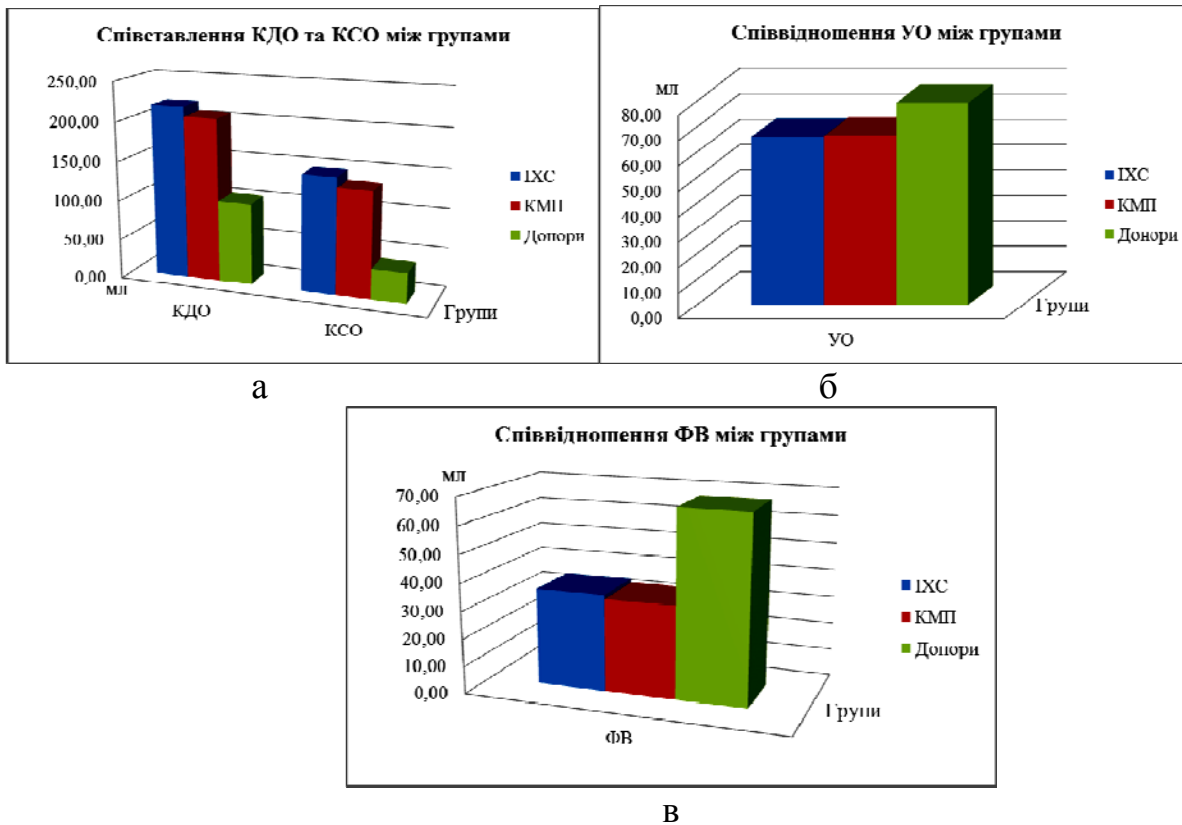 Співставлення КДО та КСО між групами
250,00
200,00
150,00
100,00
50,00
0,00
мл
КДО
КСО
Групи
ІХС
КМП
Донори
а
Співвідношення УО між групами
мл
80,00
70,00
60,00
50,00
40,00
30,00
20,00
10,00
0,00
УО
Групи
ІХС
КМП
Донори
б
Співвідношення ФВ між групами
мл
70,00
60,00
50,00
40,00
30,00
20,00
10,00
0,00
ФВ
Групи
ІХС
КМП
Донори
в